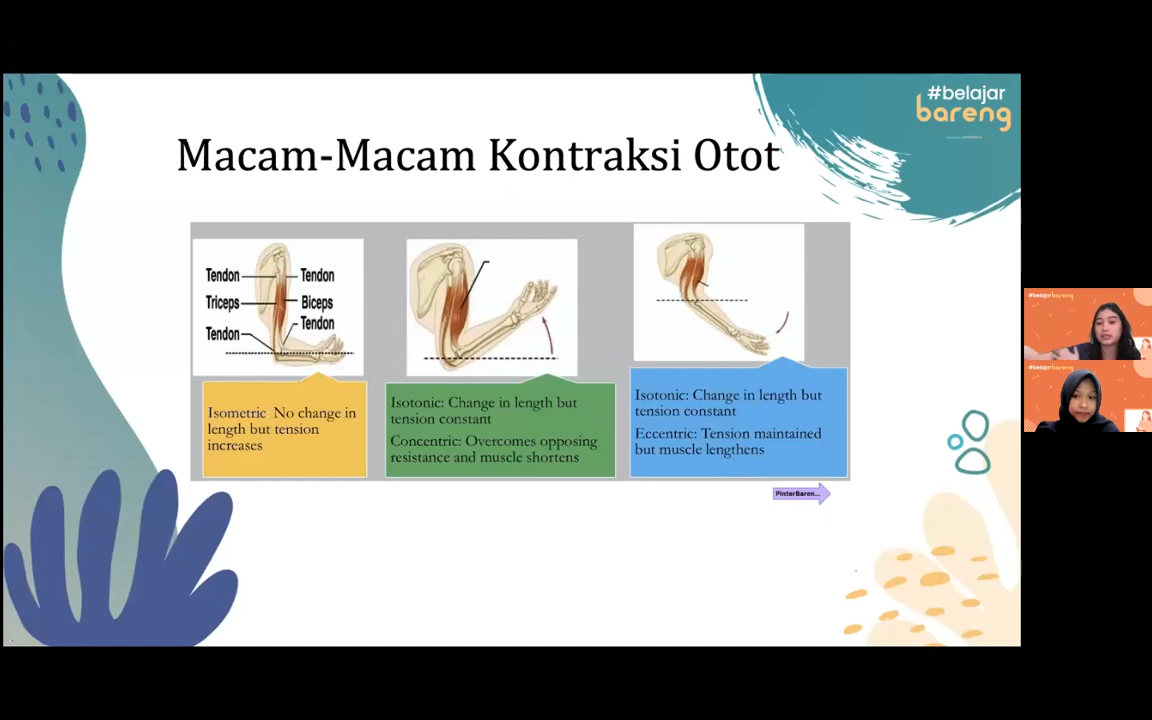 #belajar
bareng
Macam-Macam Kontraksi Otot
Tendon
Tendon
Triceps
Biceps
Tendon
Tendon
Isometric No change in
length but tension
increases
Isotonic: Change in length but
tension constant
Concentric: Overcomes opposing
resistance and muscle shortens
Isotonic: Change in length but
tension constant
Eccentric: Tension maintained
but muscle lengthens
PinterBaren...
#belajarbareng
#belajarbareng